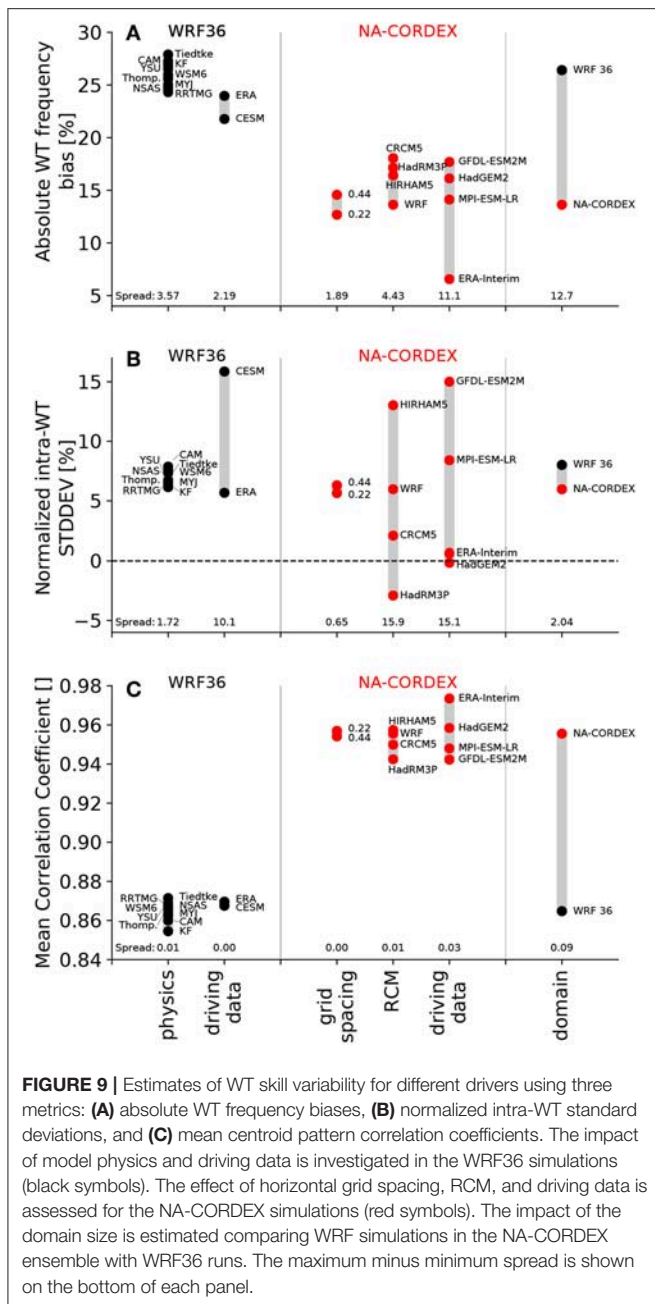 WRF36
NA-CORDEX
A
Absolute WT frequency
bias [%]
30
25
20
15
10
5
CAM
YSU
Thomp.
NSAS
Tiedtke
KF
WSM6
MYJ
RRTMG
ERA
CESM
0.44
0.22
CRCM5
HadRM3P
HIRHAM5
WRF
GFDL-ESM2M
HadGEM2
MPI-ESM-LR
ERA-Interim
WRF 36
NA-CORDEX
Spread: 3.57 2.19 1.89 4.43 11.1 12.7
WRF36
NA-CORDEX
B
Normalized intra-WT
STDDEV [%]
15
10
5
0
−5
YSU
NSAS
Thomp.
RRTMG
CAM
Tiedtke
WSM6
MYJ
KF
CESM
ERA
0.44
0.22
HIRHAM5
WRF
CRCM5
HadRM3P
GFDL-ESM2M
MPI-ESM-LR
ERA-Interim
HadGEM2
WRF 36
NA-CORDEX
Spread: 1.72 10.1 0.65 15.9 15.1 2.04
WRF36
NA-CORDEX
C
Mean Correlation Coefficient []
0.98
0.96
0.94
0.92
0.90
0.88
0.86
0.84
RRTMG
WSM6
YSU
Thomp.
Tiedtke
NSAS
MYJ
CAM
KF
ERA
CESM
0.22
0.44
HIRHAM5
WRF
CRCM5
HadRM3P
ERA-Interim
HadGEM2
MPI-ESM-LR
GFDL-ESM2M
NA-CORDEX
WRF 36
Spread: 0.01 0.00 0.00 0.01 0.03 0.09
physics
driving
data
grid
spacing
RCM
driving
data
domain
FIGURE 9 | Estimates of WT skill variability for different drivers using three
metrics: (A) absolute WT frequency biases, (B) normalized intra-WT standard
deviations, and (C) mean centroid pattern correlation coefficients. The impact
of model physics and driving data is investigated in the WRF36 simulations
(black symbols). The effect of horizontal grid spacing, RCM, and driving data is
assessed for the NA-CORDEX simulations (red symbols). The impact of the
domain size is estimated comparing WRF simulations in the NA-CORDEX
ensemble with WRF36 runs. The maximum minus minimum spread is shown
on the bottom of each panel.